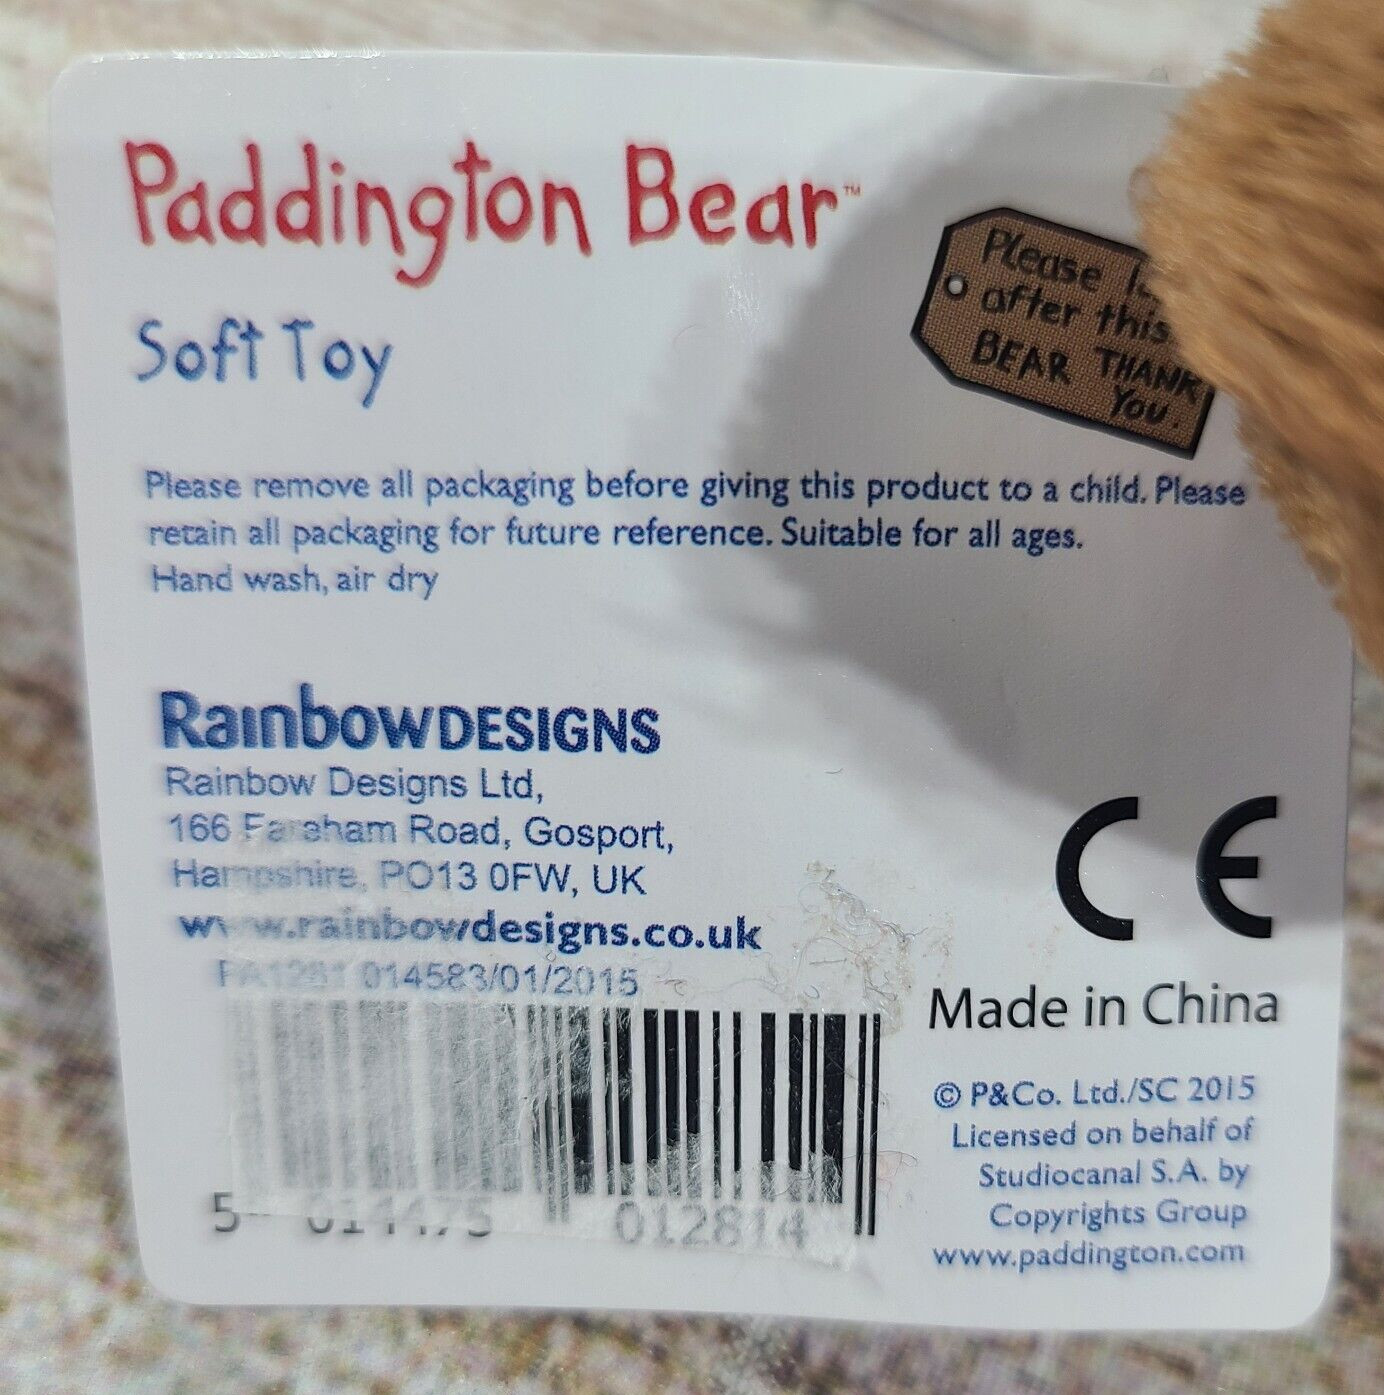 Paddington Bear™
Soft Toy
Please
after this
BEAR THANK
You.
Please remove all packaging before giving this product to a child. Please
retain all packaging for future reference. Suitable for all ages.
Hand wash, air dry
RainbowDESIGNS
Rainbow Designs Ltd,
166 Fareham Road, Gosport,
Hampshire, PO13 0FW, UK
www.rainbowdesigns.co.uk
PA1281 014583/01/2015
5 014475 012814
CE
Made in China
© P&Co. Ltd./SC 2015
Licensed on behalf of
Studiocanal S.A. by
Copyrights Group
www.paddington.com